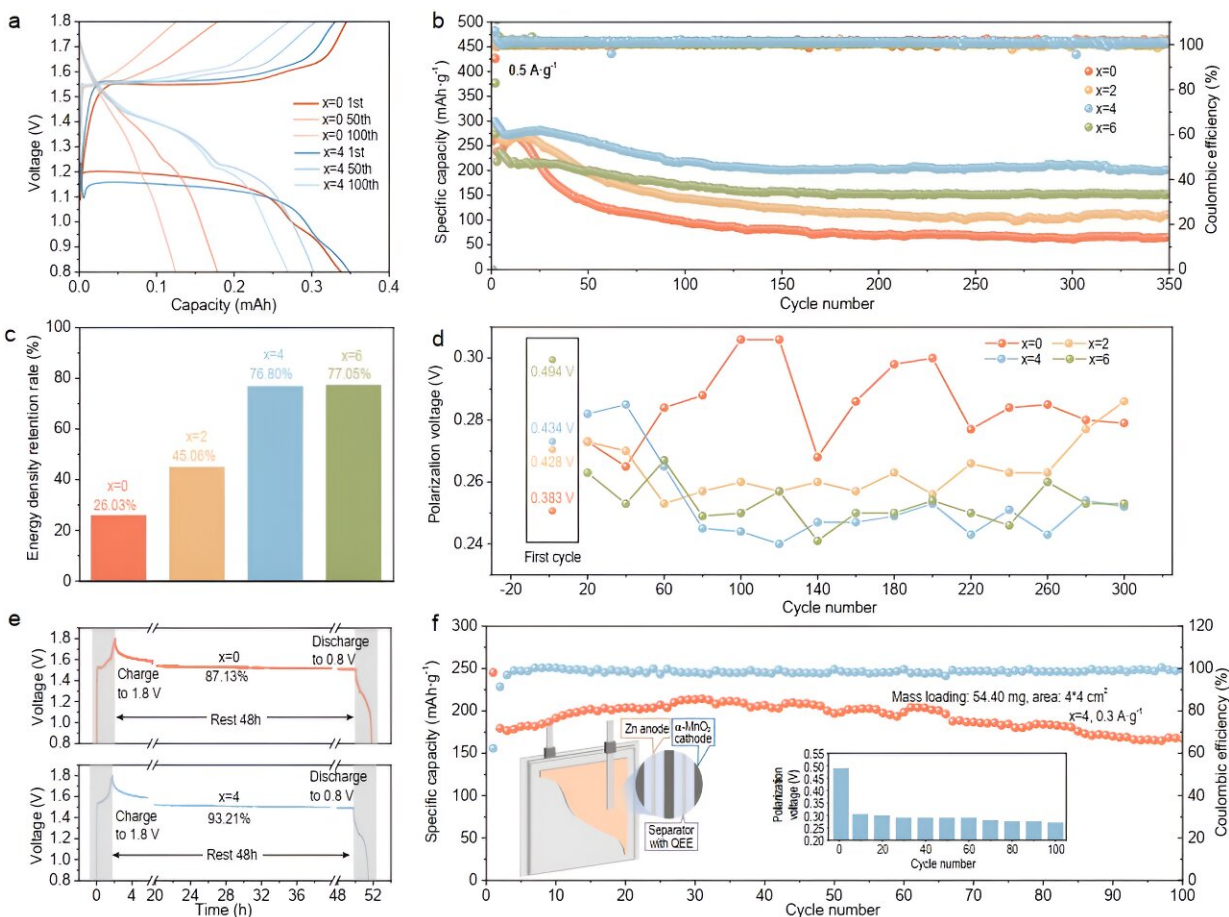 a
1.8
1.7
1.6
1.5
1.4
1.3
1.2
1.1
1.0
0.9
0.8
Voltage (V)
x=0 1st
x=0 50th
x=0 100th
x=4 1st
x=4 50th
x=4 100th
0.0 0.1 0.2 0.3 0.4
Capacity (mAh)
b
500
450
400
350
300
250
200
150
100
50
0
Specific capacity (mAh·g⁻¹)
0.5 A·g⁻¹
x=0
x=2
x=4
x=6
100
80
60
40
20
0
Coulombic efficiency (%)
0 50 100 150 200 250 300 350
Cycle number
c
100
80
60
40
20
0
Energy density retention rate (%)
x=0
26.03%
x=2
45.06%
x=4
76.80%
x=6
77.05%
d
0.30
0.28
0.26
0.24
Polarization voltage (V)
0.494 V
0.434 V
0.428 V
0.383 V
First cycle
x=0 x=2
x=4 x=6
-20 20 60 100 140 180 220 260 300
Cycle number
e
1.8
1.6
1.4
1.2
1.0
0.8
Voltage (V)
Charge
to 1.8 V
x=0
87.13%
Discharge
to 0.8 V
Rest 48h
1.8
1.6
1.4
1.2
1.0
0.8
Voltage (V)
Charge
to 1.8 V
x=4
93.21%
Discharge
to 0.8 V
Rest 48h
0 4 20 24 28 32 36 40 44 48 52
Time (h)
f
300
250
200
150
100
50
0
Specific capacity (mAh·g⁻¹)
Mass loading: 54.40 mg, area: 4*4 cm²
x=4, 0.3 A·g⁻¹
Zn anode
α-MnO₂
cathode
Separator
with QEE
0.55
0.50
0.45
0.40
0.35
0.30
0.25
0.20
Polarization
voltage (V)
0 20 40 60 80 100
Cycle number
120
100
80
60
40
20
0
Coulombic efficiency (%)
0 10 20 30 40 50 60 70 80 90 100
Cycle number